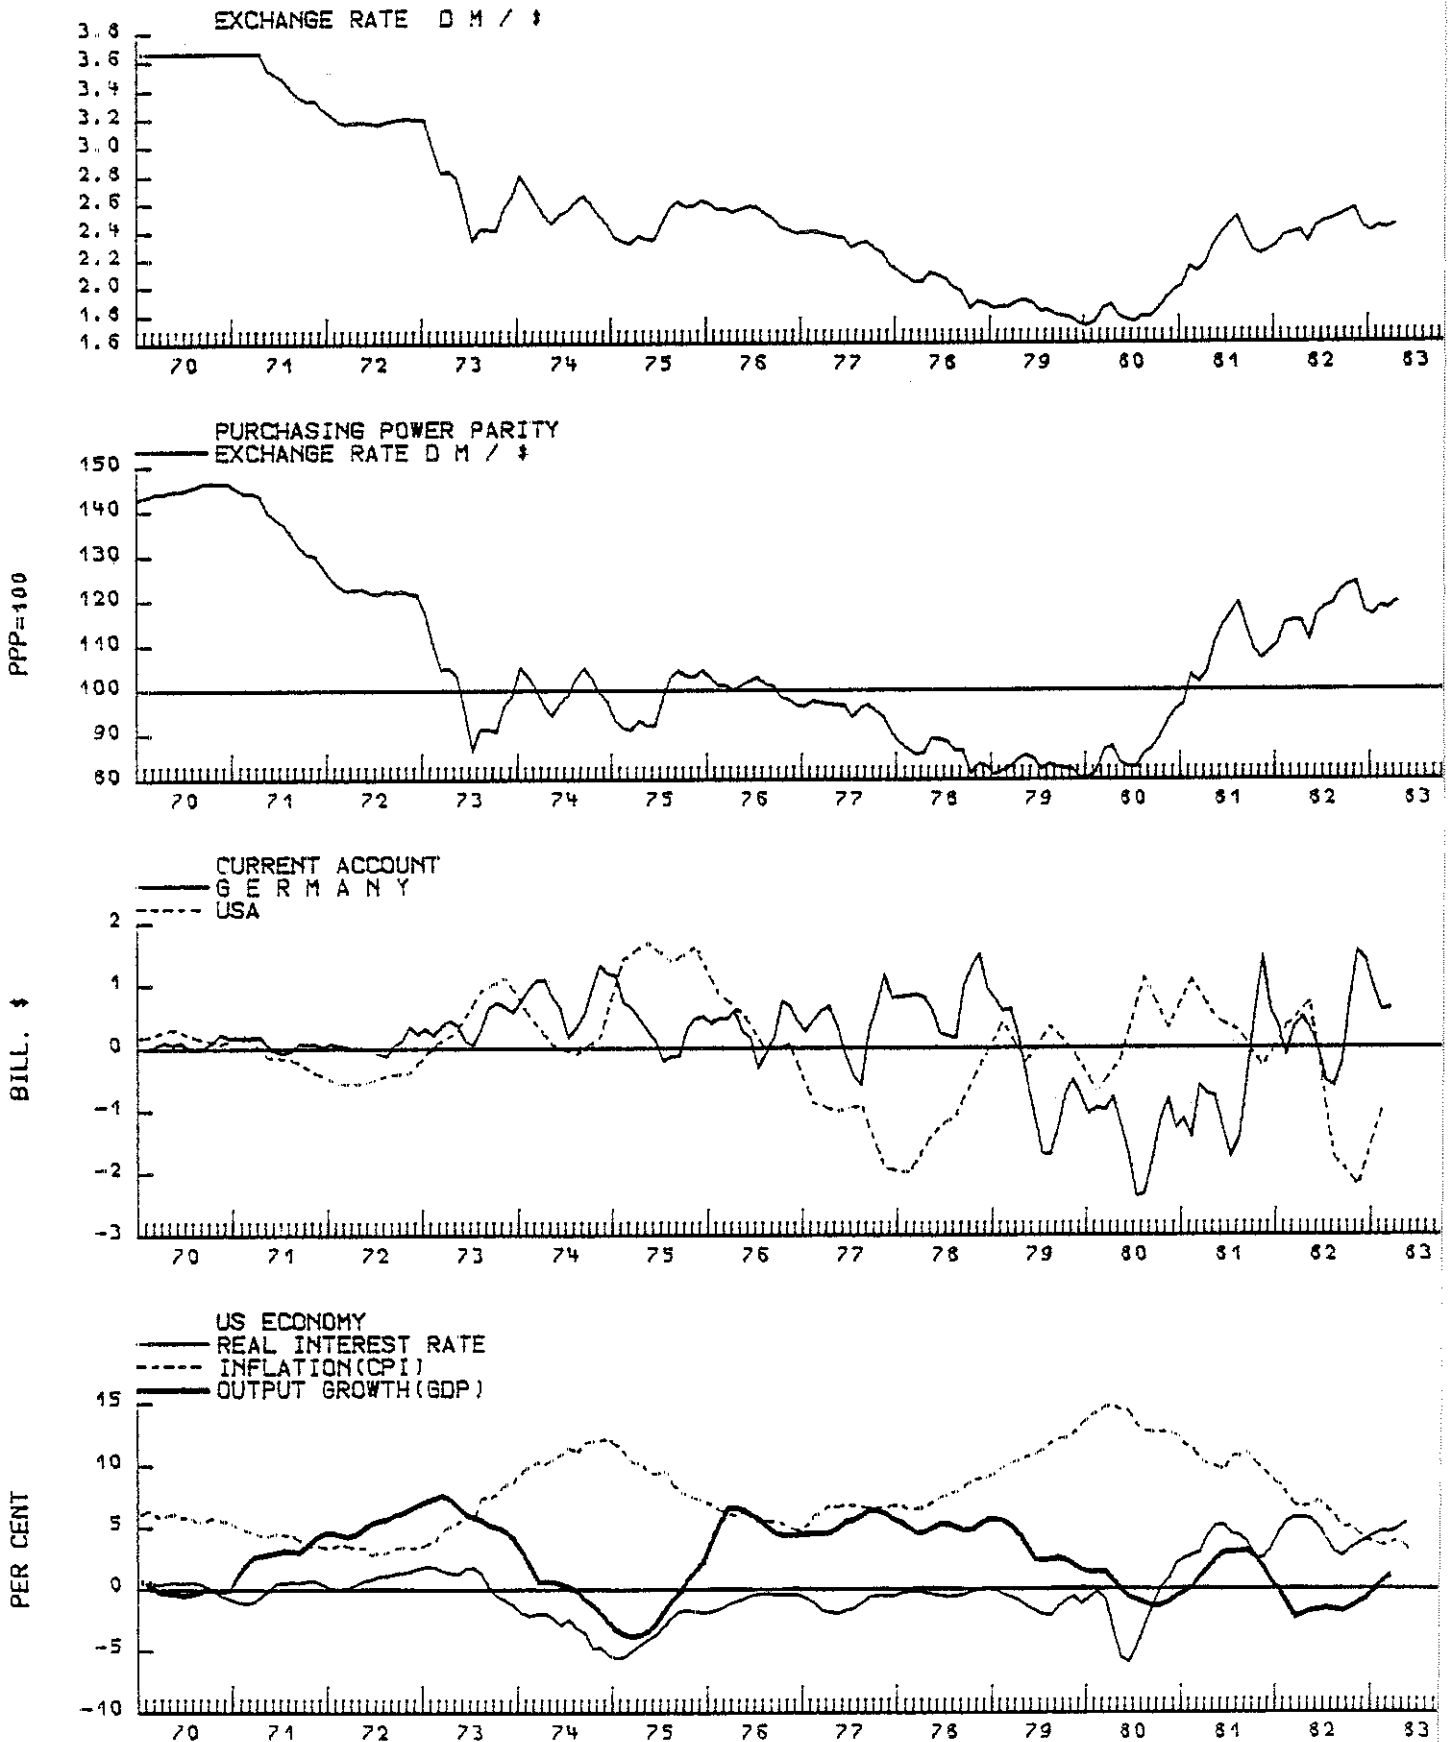 EXCHANGE RATE D M / $
3.8
3.6
3.4
3.2
3.0
2.8
2.6
2.4
2.2
2.0
1.8
1.6
70 71 72 73 74 75 76 77 78 79 80 81 82 83
PURCHASING POWER PARITY
EXCHANGE RATE D M / $
PPP=100
150
140
130
120
110
100
90
80
70 71 72 73 74 75 76 77 78 79 80 81 82 83
CURRENT ACCOUNT
G E R M A N Y
USA
BILL. $
2
1
0
-1
-2
-3
70 71 72 73 74 75 76 77 78 79 80 81 82 83
US ECONOMY
REAL INTEREST RATE
INFLATION(CPI)
OUTPUT GROWTH(GDP)
PER CENT
15
10
5
0
-5
-10
70 71 72 73 74 75 76 77 78 79 80 81 82 83